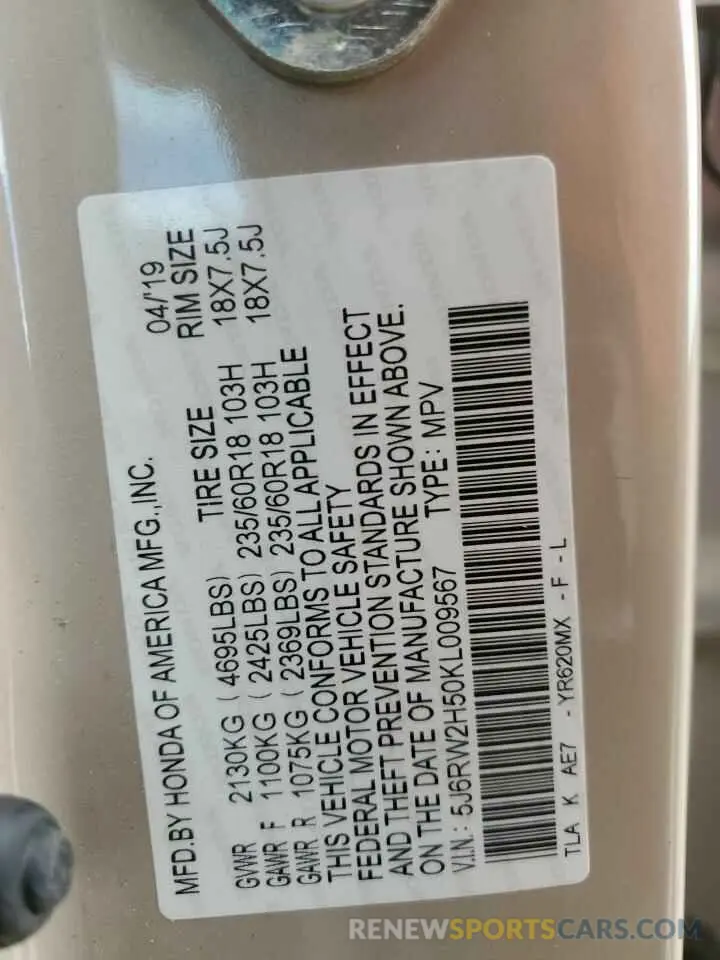 MFD.BY HONDA OF AMERICA MFG.,INC. 04/'19
TIRE SIZE RIM SIZE
GVWR 2130KG (4695LBS)
GAWR F 1100KG (2425LBS) 235/60R18 103H 18X7.5J
GAWR R 1075KG (2369LBS) 235/60R18 103H 18X7.5J
THIS VEHICLE CONFORMS TO ALL APPLICABLE
FEDERAL MOTOR VEHICLE SAFETY
AND THEFT PREVENTION STANDARDS IN EFFECT
ON THE DATE OF MANUFACTURE SHOWN ABOVE.
V.I.N.: 5J6RW2H50KL009567 TYPE: MPV
TLA K AE7 - YR620MX - F - L
RENEWSPORTSCARS.COM